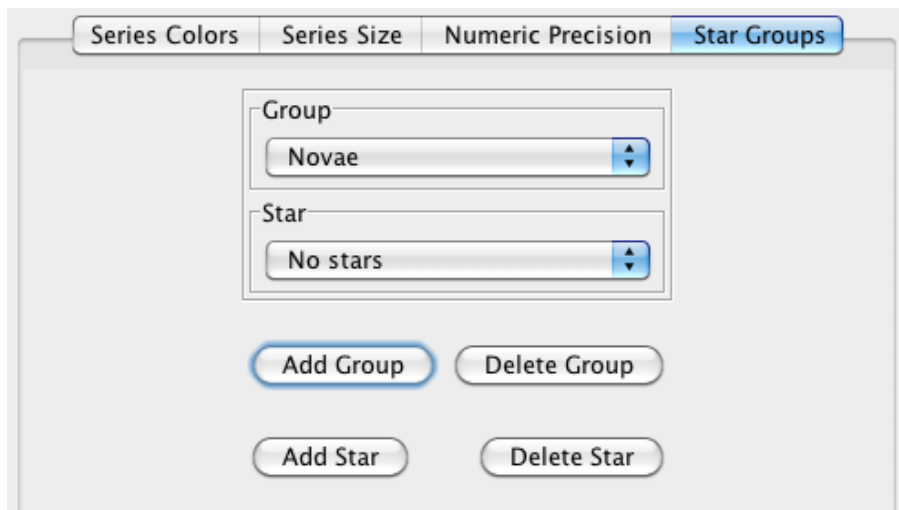 Series Colors Series Size Numeric Precision Star Groups
Group
Novae
Star
No stars
Add Group Delete Group
Add Star Delete Star